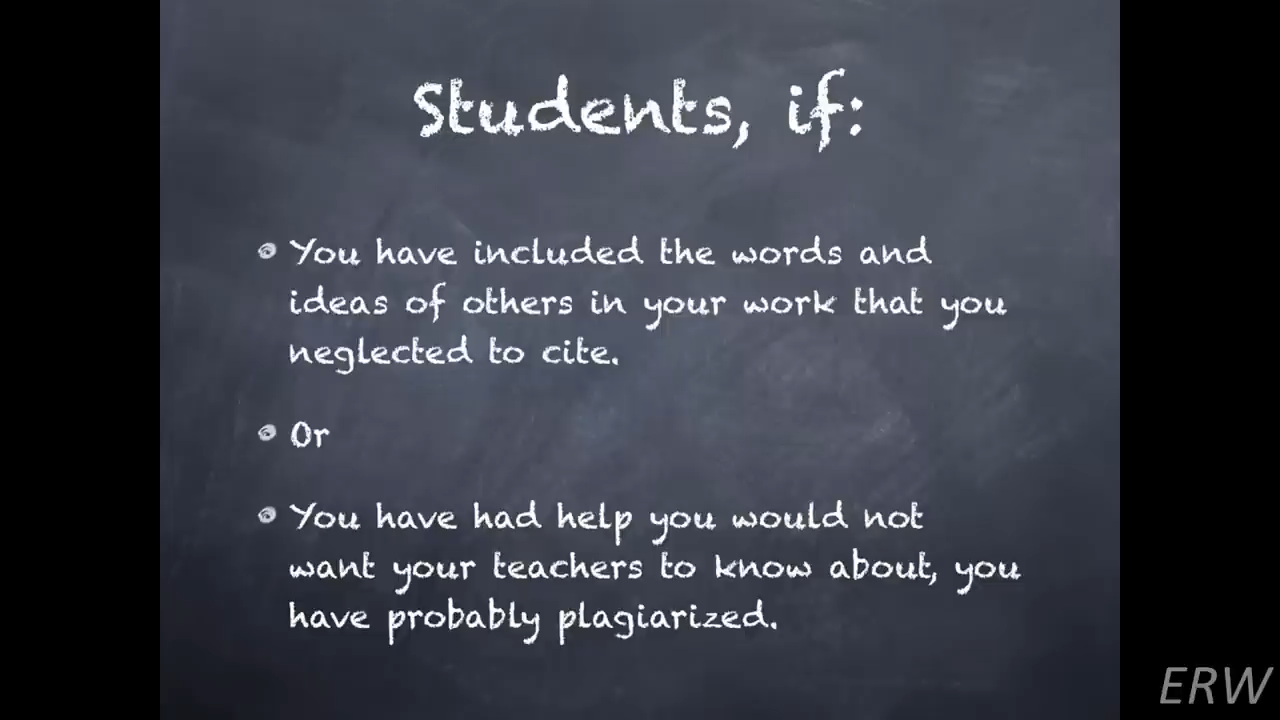 Students, if:
You have included the words and
ideas of others in your work that you
neglected to cite.
Or
You have had help you would not
want your teachers to know about, you
have probably plagiarized.
ERW